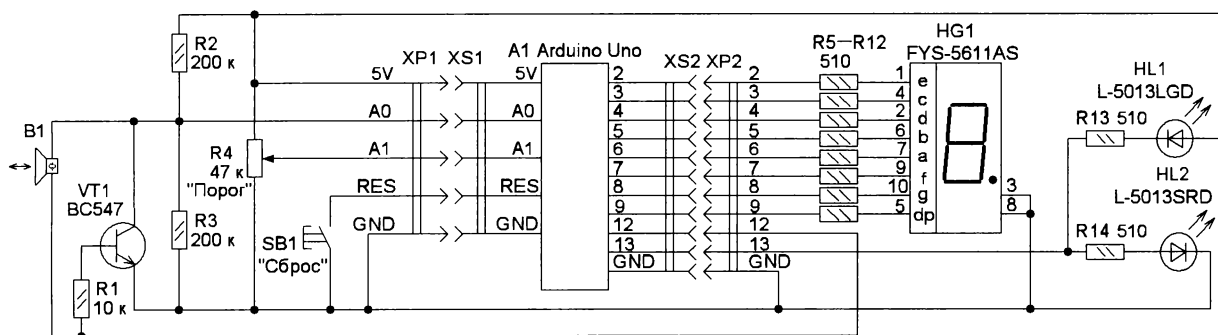 R2
200 к
XP1
XS1
A1 Arduino Uno
XS2
XP2
R5—R12
510
HG1
FYS-5611AS
HL1
L-5013LGD
R13 510
HL2
L-5013SRD
R14 510
B1
VT1
BC547
R1
10 к
R3
200 к
R4
47 к
"Порог"
SB1
"Сброс"
5V
A0
A1
RES
GND
5V
A0
A1
RES
GND
2
3
4
5
6
7
8
9
12
13
GND
2
3
4
5
6
7
8
9
12
13
GND
1 e
4 c
2 d
6 b
7 a
9 f
10 g
5 dp
3
8